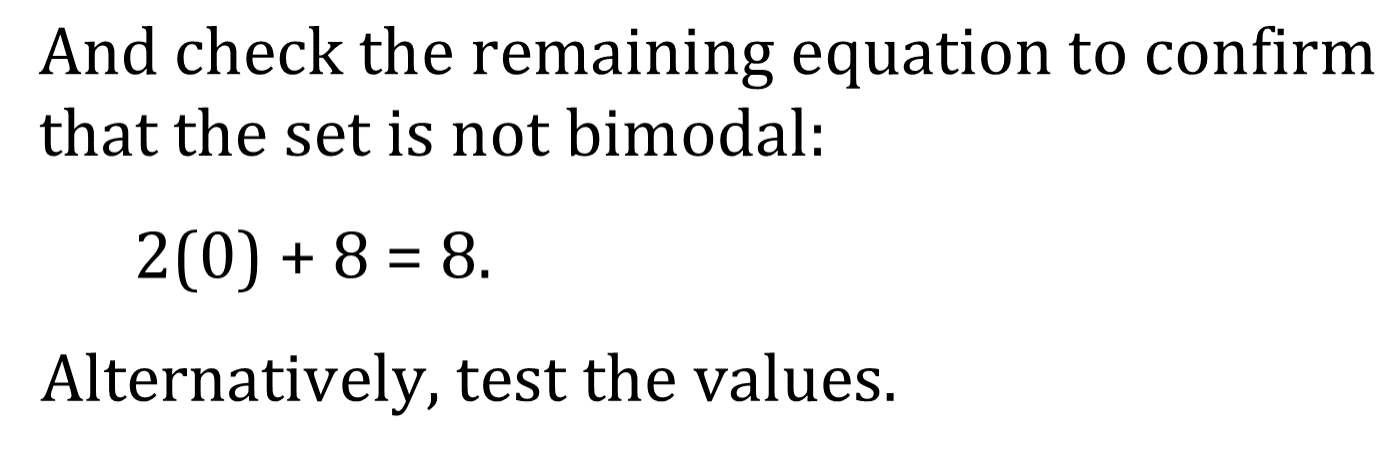 And check the remaining equation to confirm
that the set is not bimodal:
2(0) + 8 = 8.
Alternatively, test the values.